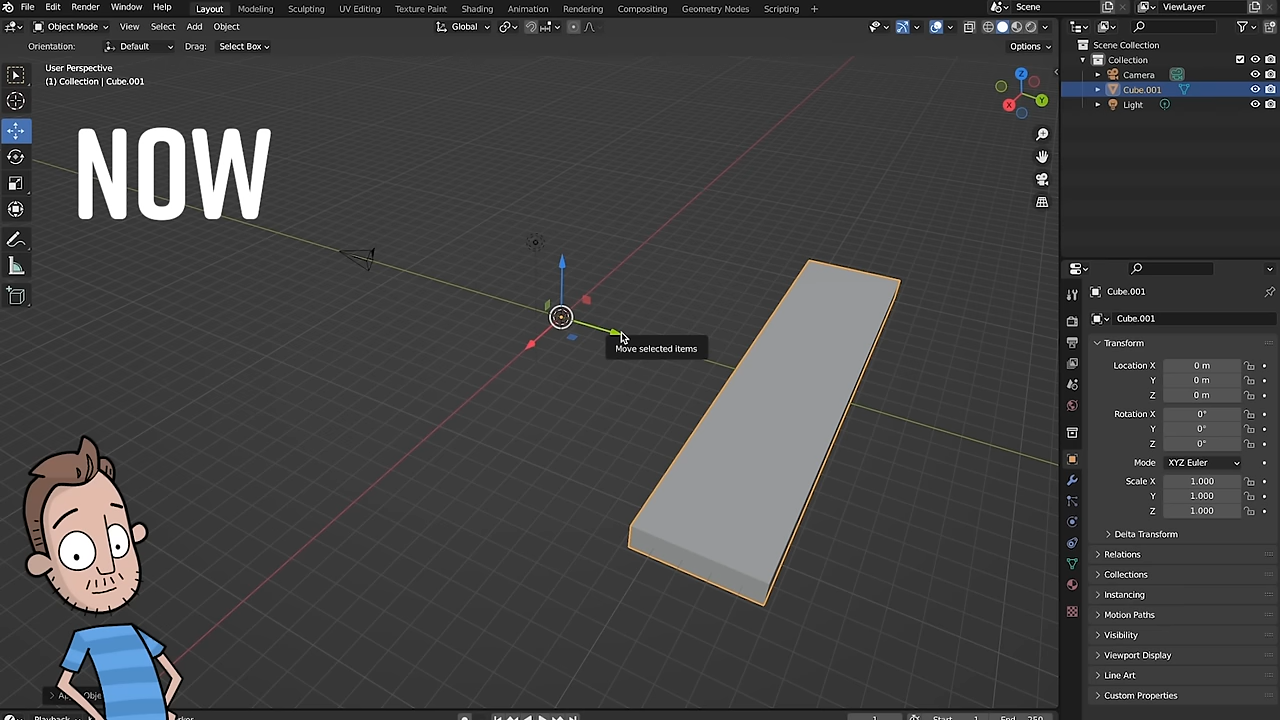 File Edit Render Window Help Layout Modeling Sculpting UV Editing Texture Paint Shading Animation Rendering Compositing Geometry Nodes Scripting + Scene ViewLayer
Object Mode View Select Add Object Global
Orientation: Default Drag: Select Box Options
User Perspective
(1) Collection | Cube.001
NOW
Move selected items
Scene Collection
Collection
Camera
Cube.001
Light
Cube.001
Cube.001
Transform
Location X 0 m
Y 0 m
Z 0 m
Rotation X 0°
Y 0°
Z 0°
Mode XYZ Euler
Scale X 1.000
Y 1.000
Z 1.000
Delta Transform
Relations
Collections
Instancing
Motion Paths
Visibility
Viewport Display
Line Art
Custom Properties
Z
Y
X
Playback
1 Start 1 End 250